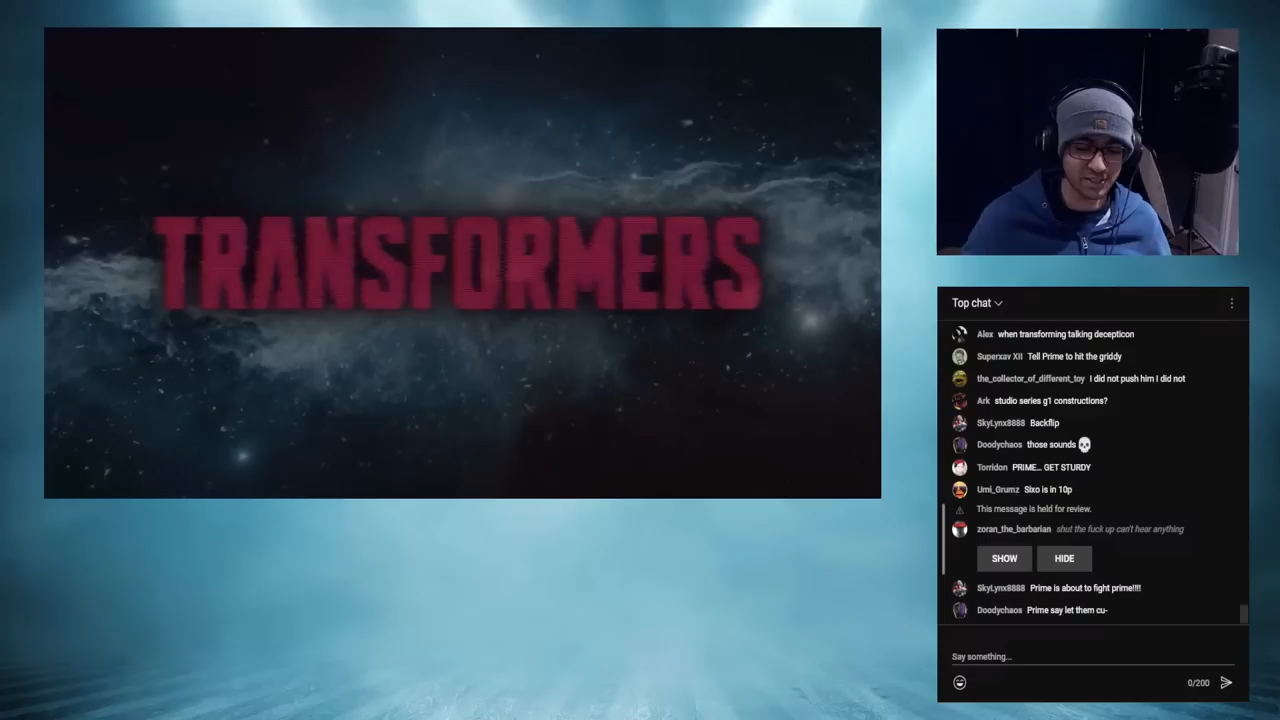 TRANSFORMERS
Top chat
Alex when transforming talking decepticon
Superxav XII Tell Prime to hit the griddy
the_collector_of_different_toy I did not push him I did not
Ark studio series g1 constructions?
SkyLynx8888 Backflip
Doodychaos those sounds 💀
Torridon PRIME... GET STURDY
Umi_Grumz Sixo is in 10p
This message is held for review.
zoran_the_barbarian shut the fuck up can't hear anything
SHOW HIDE
SkyLynx8888 Prime is about to fight prime!!!!
Doodychaos Prime say let them cu-
Say something...
0/200